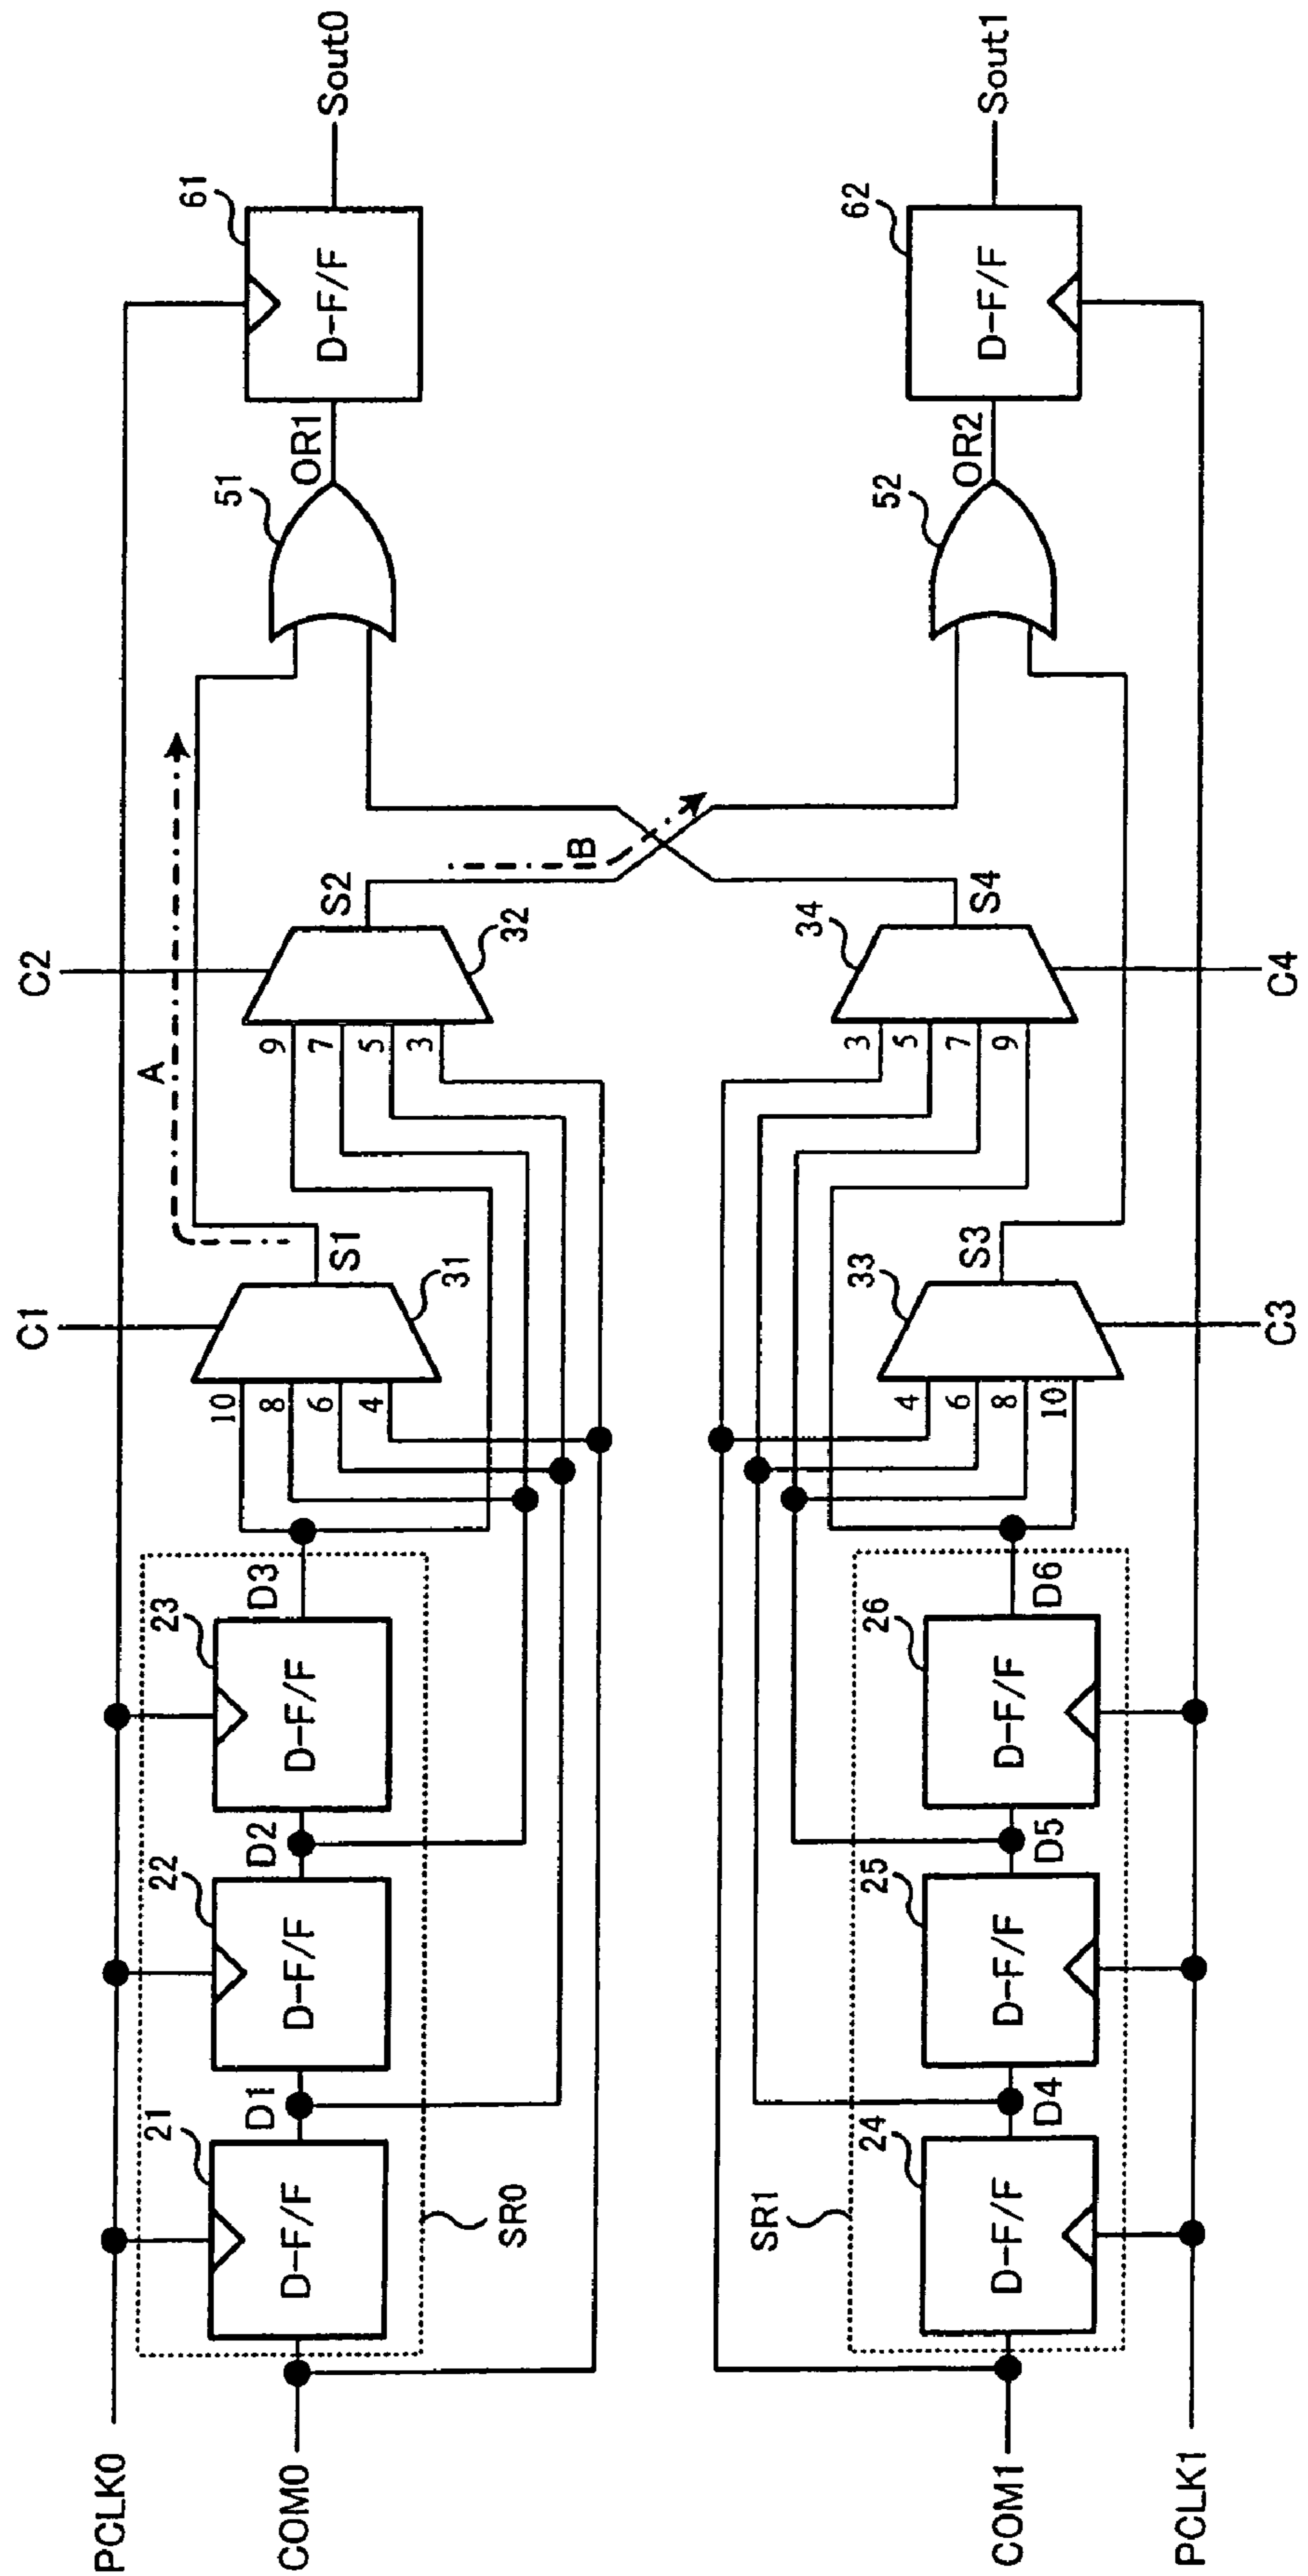 PCLK0
COM0
21
D-F/F
D1
22
D-F/F
D2
23
D-F/F
D3
SR0
C1
10
8
6
4
31
S1
A
C2
9
7
5
3
32
S2
B
51
OR1
61
D-F/F
Sout0
COM1
PCLK1
SR1
24
D-F/F
D4
25
D-F/F
D5
26
D-F/F
D6
4
6
8
10
33
S3
C3
3
5
7
9
34
S4
C4
52
OR2
62
D-F/F
Sout1